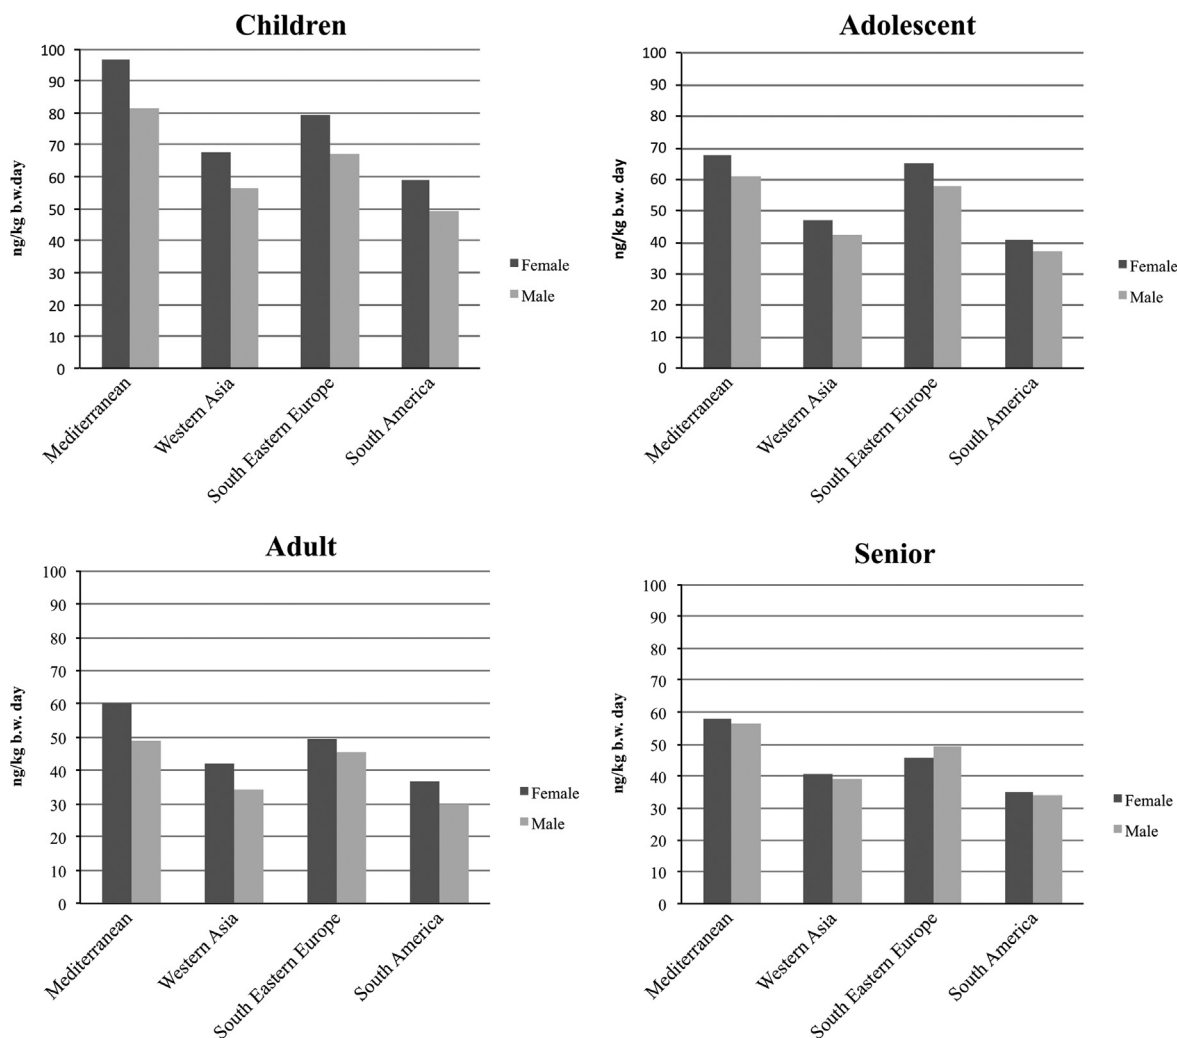 Children
100
90
80
70
60
50
40
30
20
10
0
ng/kg b.w.day
Mediterranean
Western Asia
South Eastern Europe
South America
Female
Male
Adolescent
100
90
80
70
60
50
40
30
20
10
0
ng/kg b.w. day
Mediterranean
Western Asia
South Eastern Europe
South America
Female
Male
Adult
100
90
80
70
60
50
40
30
20
10
0
ng/kg b.w. day
Mediterranean
Western Asia
South Eastern Europe
South America
Female
Male
Senior
100
90
80
70
60
50
40
30
20
10
0
ng/kg b.w. day
Mediterranean
Western Asia
South Eastern Europe
South America
Female
Male